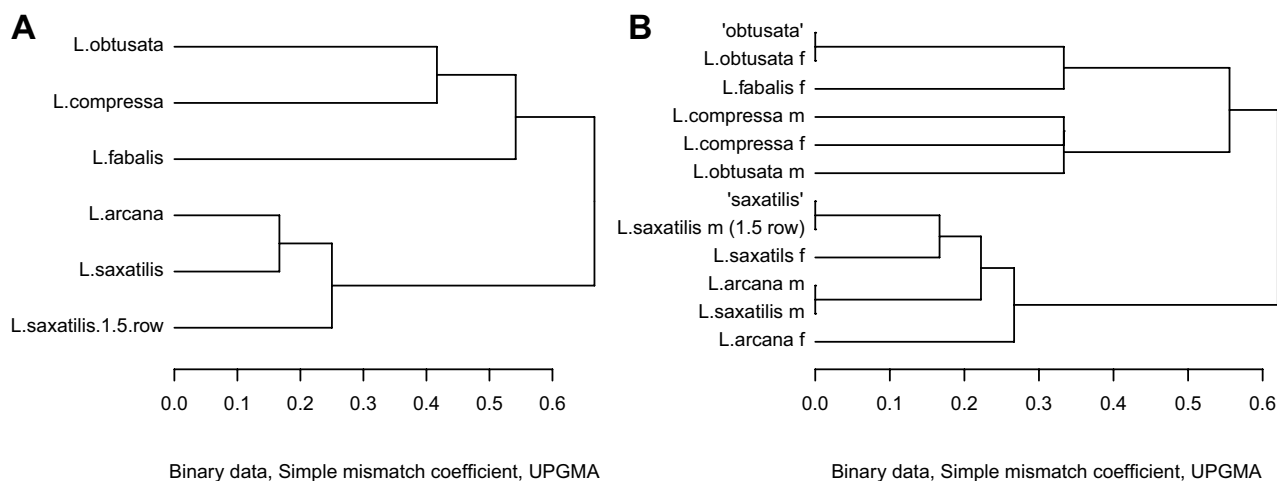 A
L.obtusata
L.compressa
L.fabalis
L.arcana
L.saxatilis
L.saxatilis.1.5.row
0.0 0.1 0.2 0.3 0.4 0.5 0.6
Binary data, Simple mismatch coefficient, UPGMA
B
'obtusata'
L.obtusata f
L.fabalis f
L.compressa m
L.compressa f
L.obtusata m
'saxatilis'
L.saxatilis m (1.5 row)
L.saxatils f
L.arcana m
L.saxatilis m
L.arcana f
0.0 0.1 0.2 0.3 0.4 0.5 0.6
Binary data, Simple mismatch coefficient, UPGMA